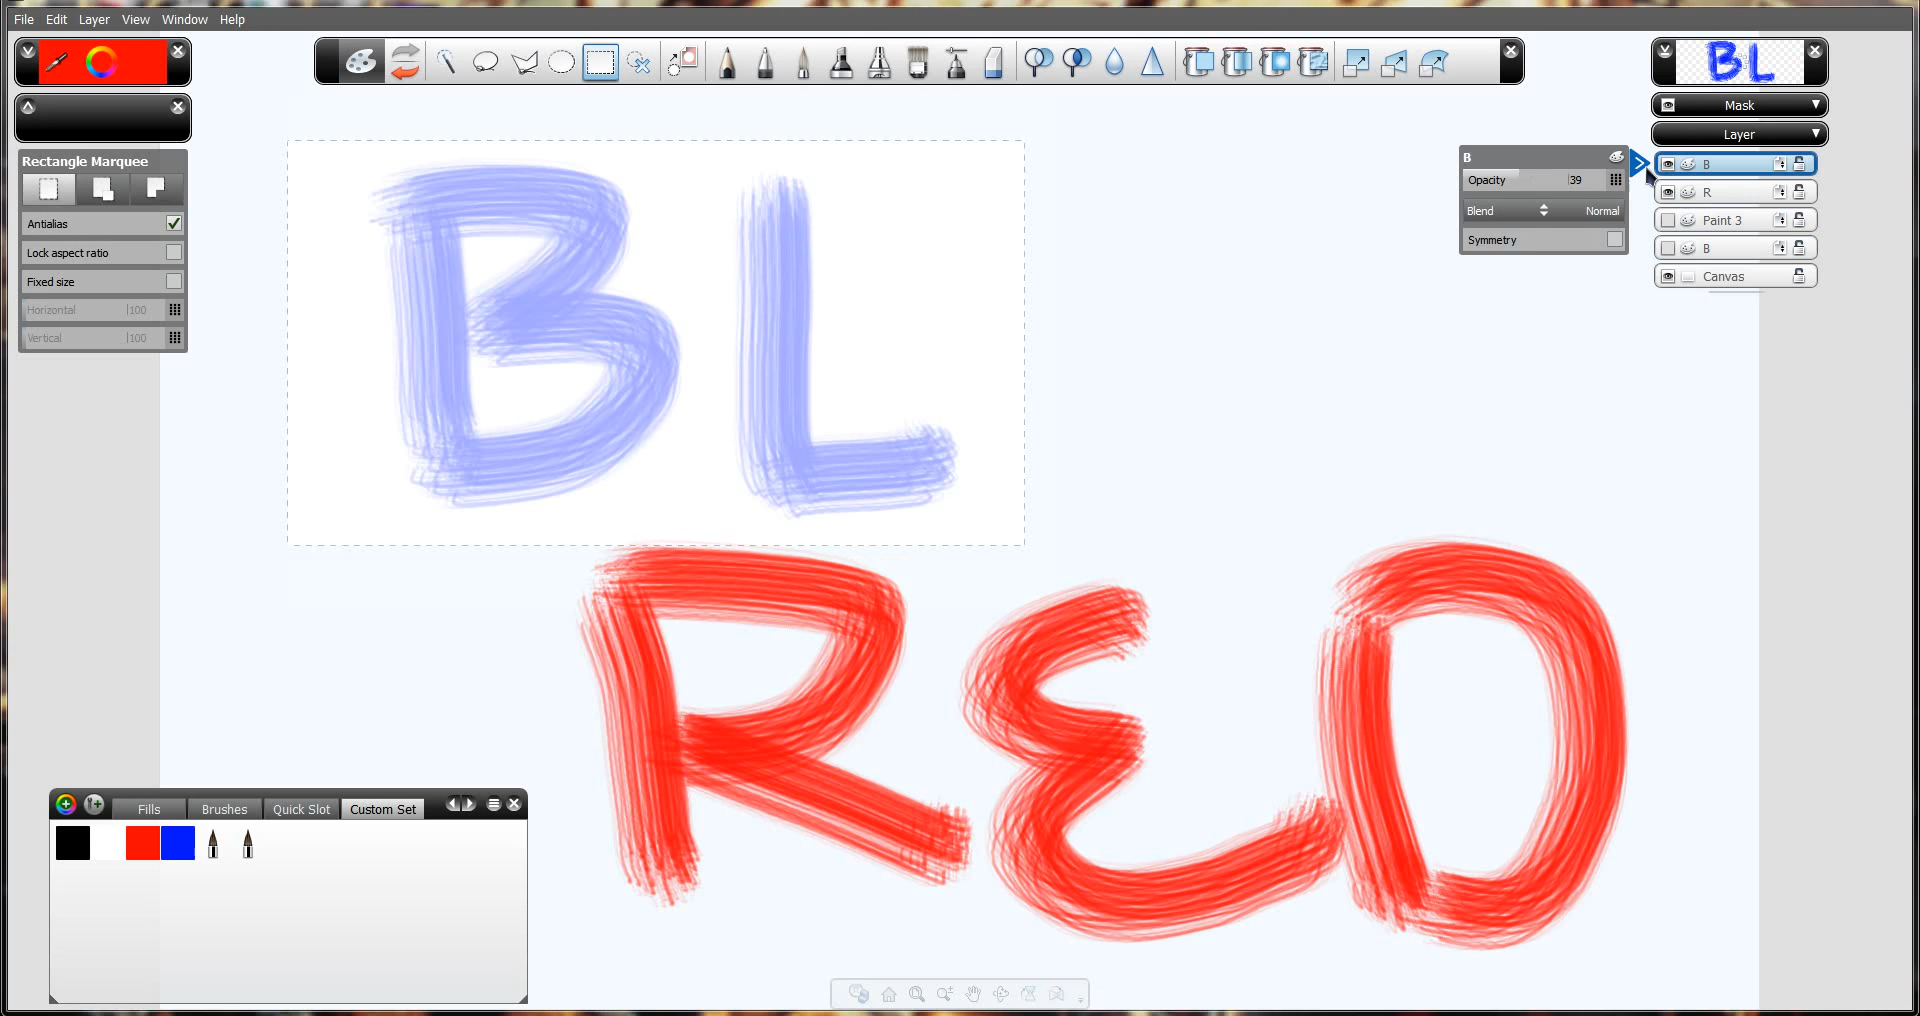 File Edit Layer View Window Help
BL
Mask
Layer
B
R
Paint 3
B
Canvas
B
Opacity 39
Blend Normal
Symmetry
Rectangle Marquee
Antialias
Lock aspect ratio
Fixed size
Horizontal 100
Vertical 100
B L
RED
Fills Brushes Quick Slot Custom Set